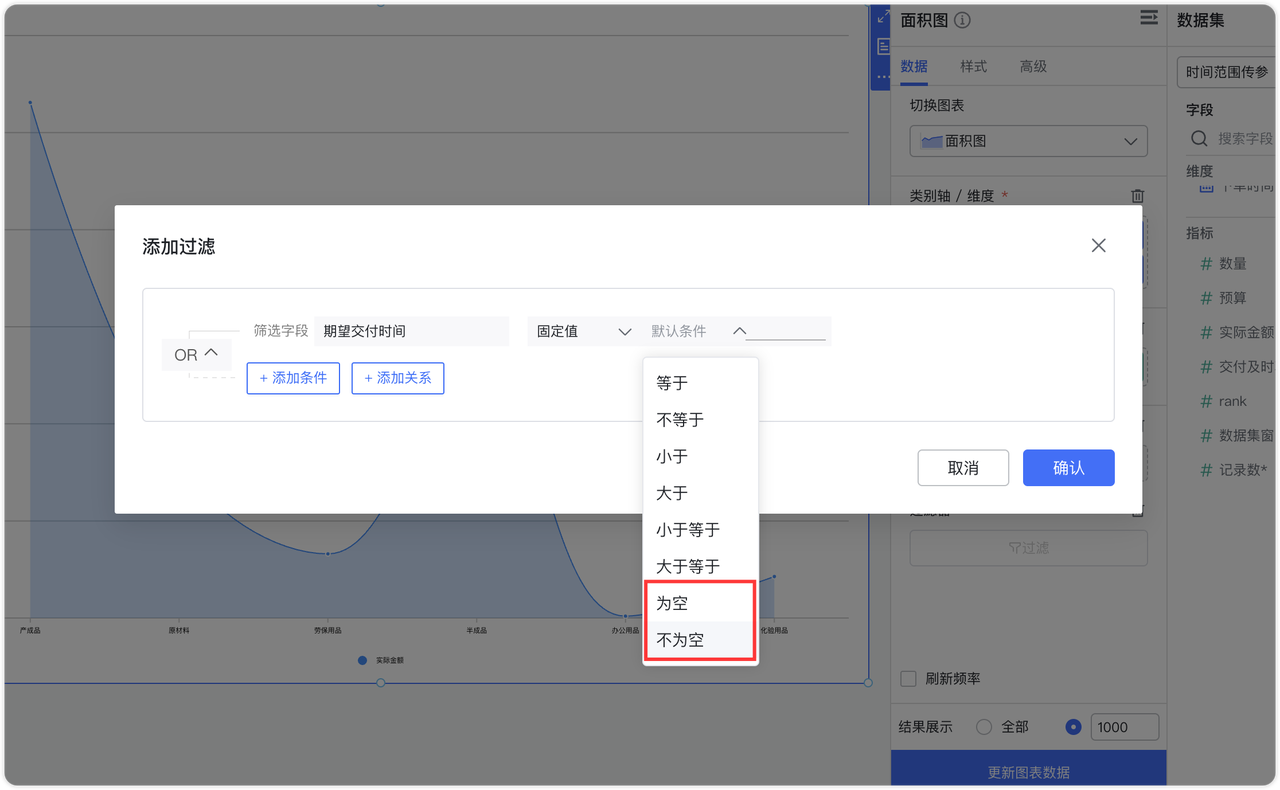 面积图
数据集
数据 样式 高级
时间范围传参
切换图表
字段
面积图
搜索字段
维度
类别轴 / 维度 *
下单时间
指标
# 数量
# 预算
# 实际金额
# 交付及时
# rank
# 数据集窗
# 记录数*
添加过滤
筛选字段 期望交付时间 固定值 默认条件
OR
+ 添加条件 + 添加关系
等于
不等于
小于
大于
小于等于
大于等于
为空
不为空
取消 确认
过滤器
过滤
产成品 原材料 劳保用品 半成品 办公用品 化验用品
实际金额
刷新频率
结果展示 全部 1000
更新图表数据